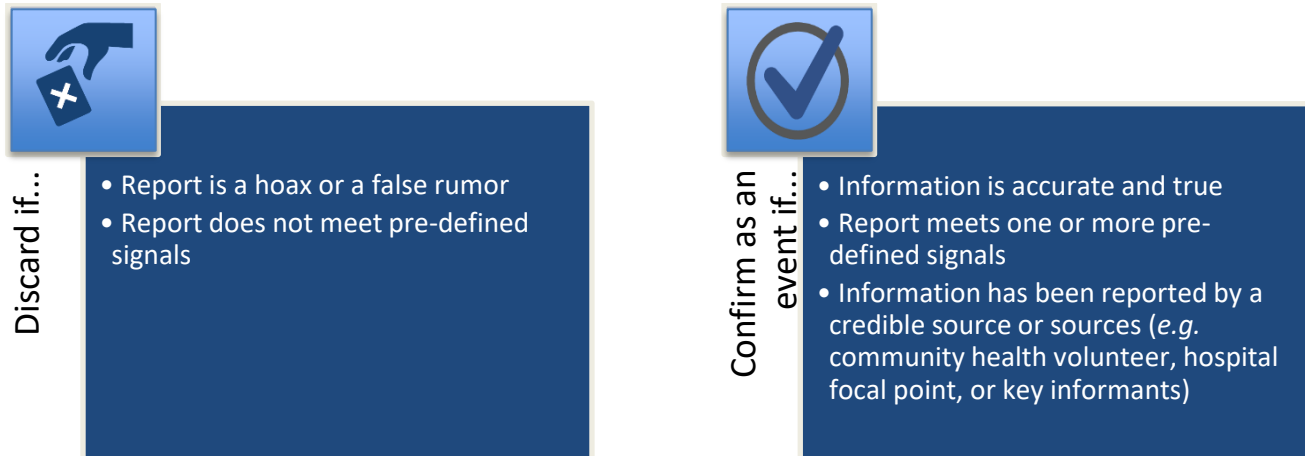 Discard if...
• Report is a hoax or a false rumor
• Report does not meet pre-defined
signals
Confirm as an
event if...
• Information is accurate and true
• Report meets one or more pre-
defined signals
• Information has been reported by a
credible source or sources (e.g.
community health volunteer, hospital
focal point, or key informants)